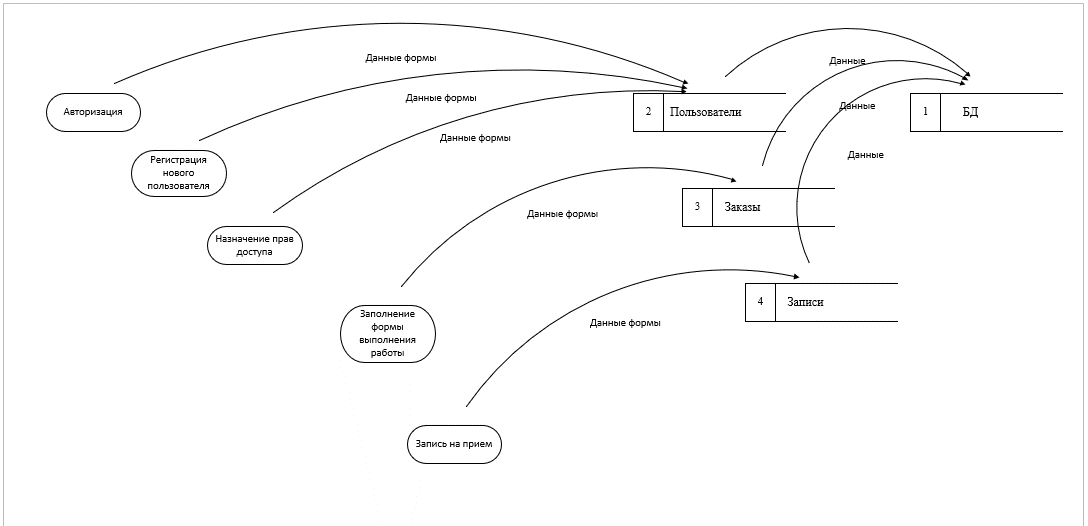 Данные формы
Данные
Данные формы
Данные
Авторизация
2 Пользователи
1 БД
Данные формы
Данные
Регистрация
нового
пользователя
3 Заказы
Данные формы
Назначение прав
доступа
4 Записи
Данные формы
Заполнение
формы
выполнения
работы
Запись на прием